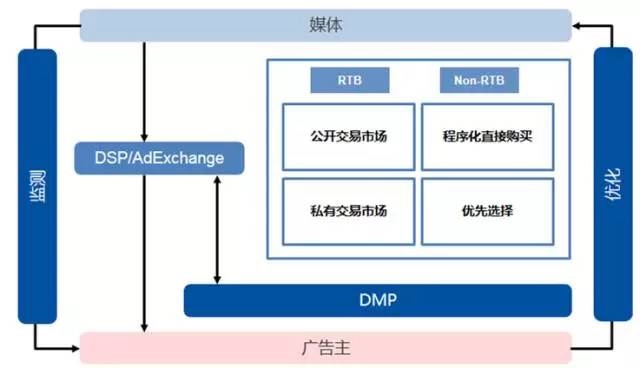 媒体
RTB
Non-RTB
公开交易市场
程序化直接购买
DSP/AdExchange
监测
优化
私有交易市场
优先选择
DMP
广告主